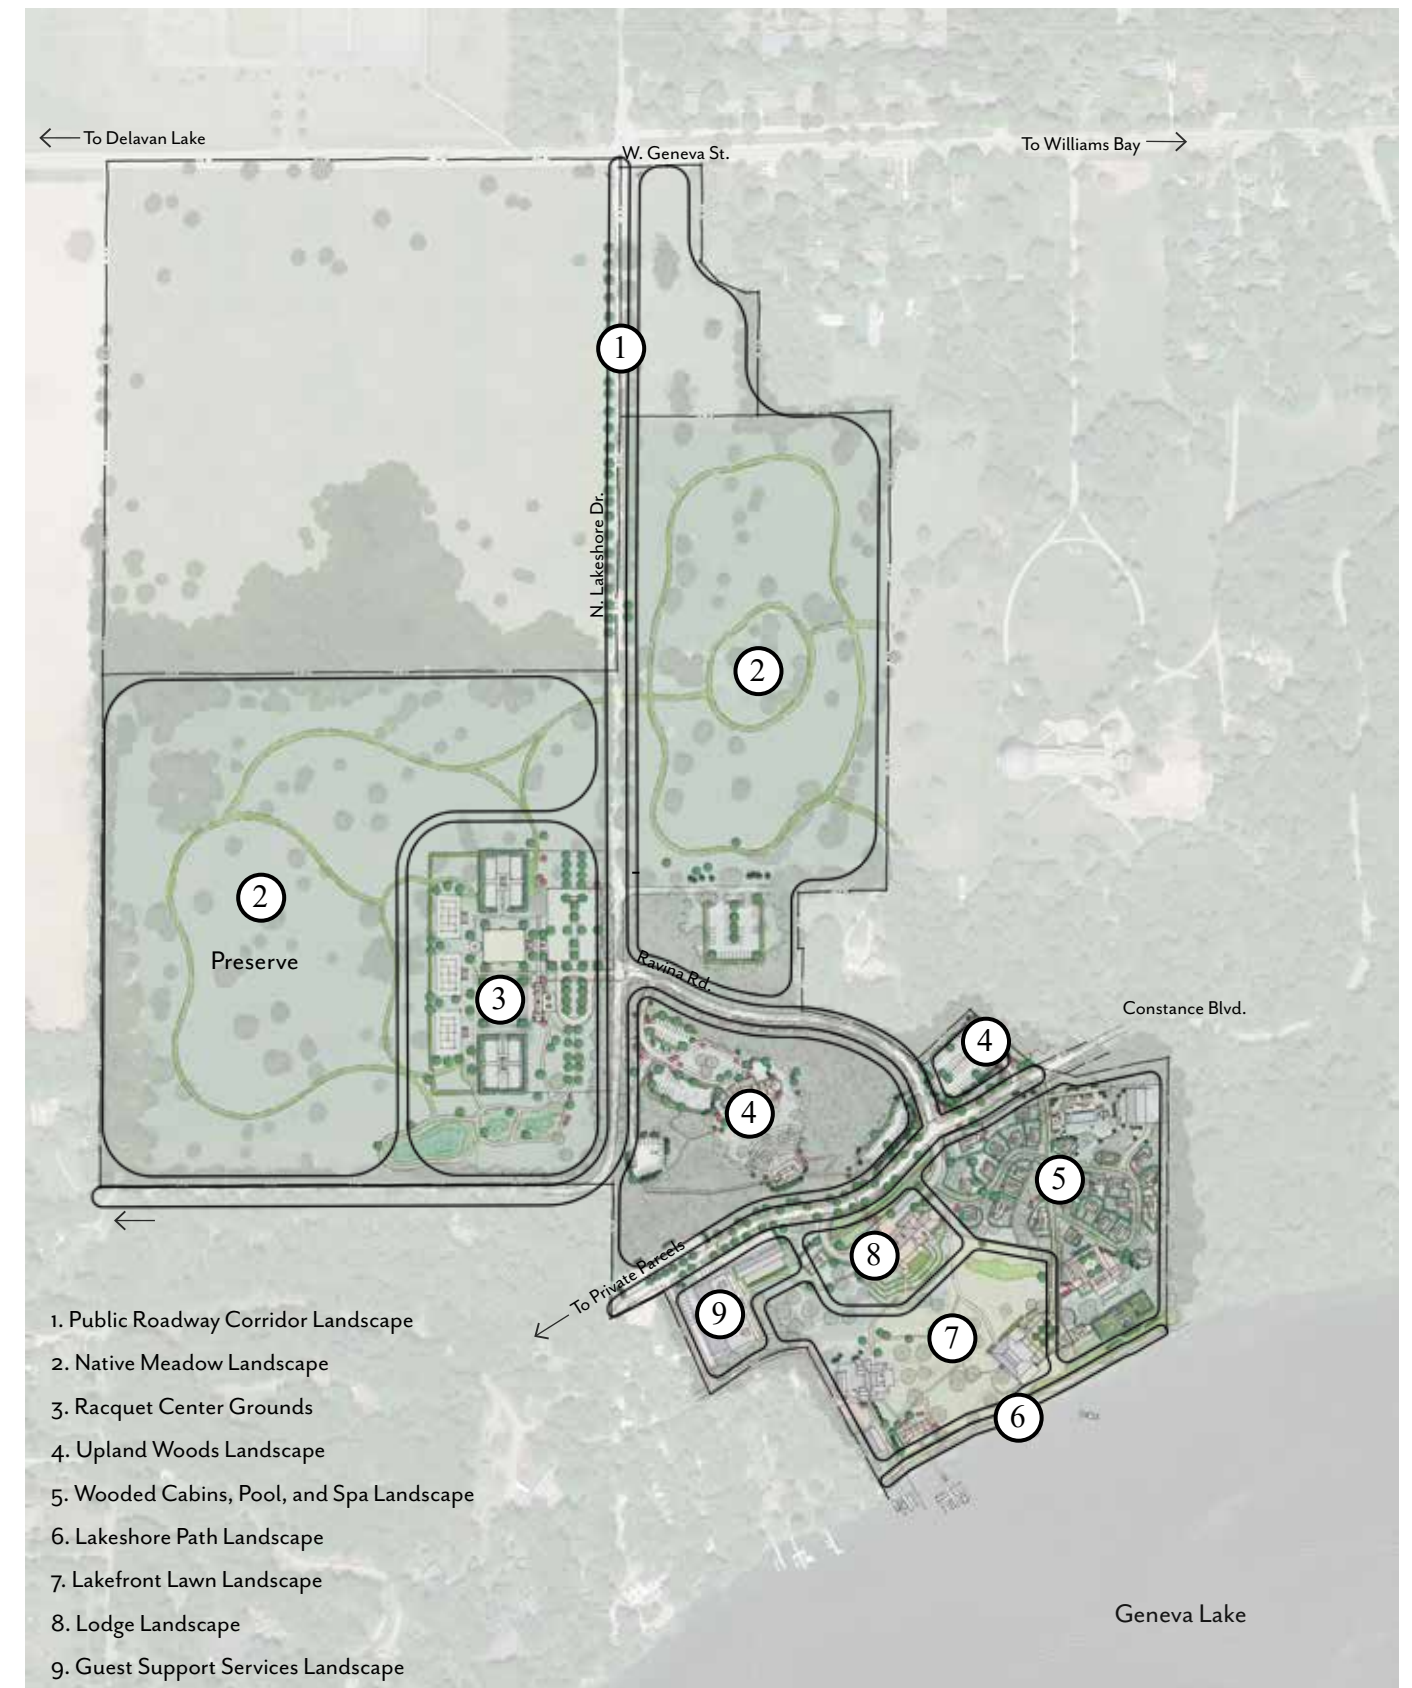 To Delavan Lake
W. Geneva St.
To Williams Bay
1
N. Lakeshore Dr.
2
2
Preserve
3
Ravina Rd.
Constance Blvd.
4
4
5
8
To Private Parcels
9
7
6
1. Public Roadway Corridor Landscape
2. Native Meadow Landscape
3. Racquet Center Grounds
4. Upland Woods Landscape
5. Wooded Cabins, Pool, and Spa Landscape
6. Lakeshore Path Landscape
7. Lakefront Lawn Landscape
8. Lodge Landscape
9. Guest Support Services Landscape
Geneva Lake